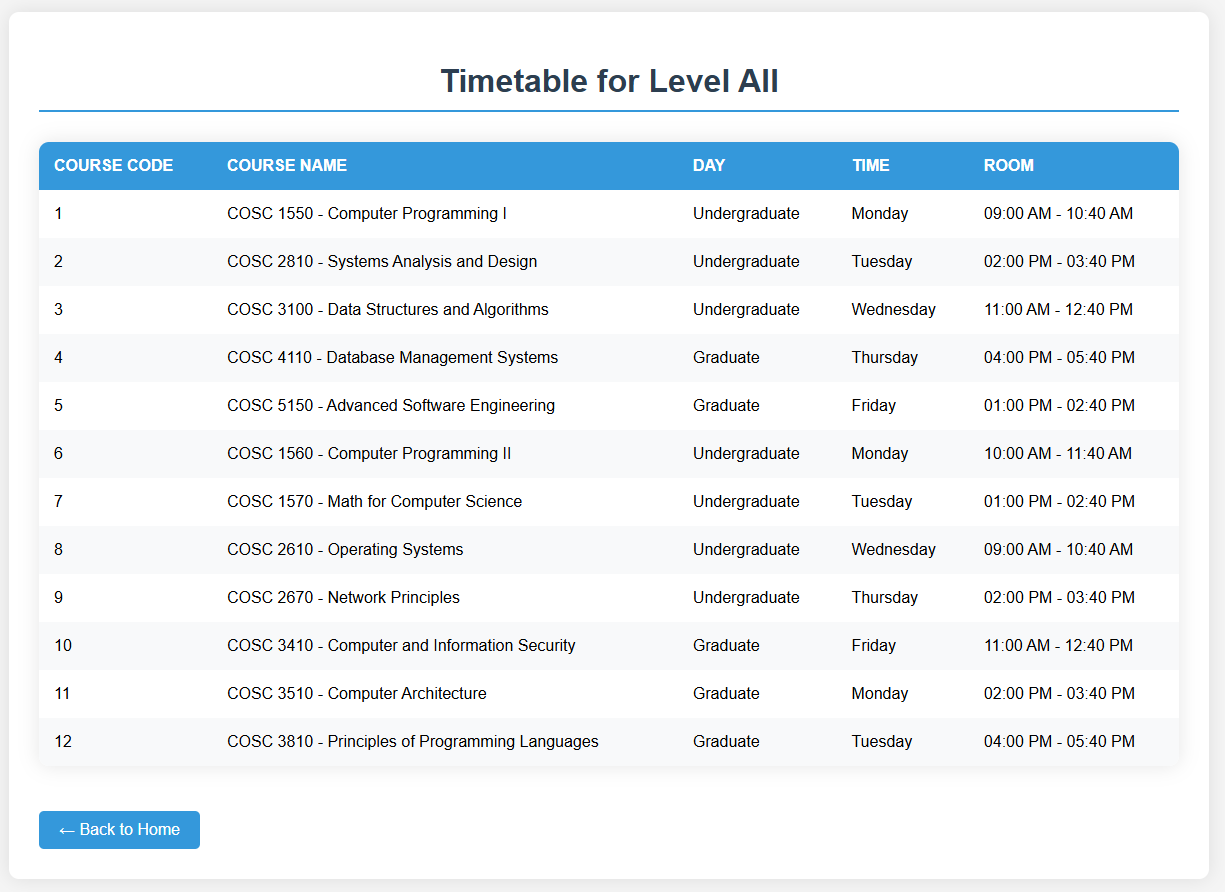 Timetable for Level All
COURSE CODE COURSE NAME DAY TIME ROOM
1 COSC 1550 - Computer Programming I Undergraduate Monday 09:00 AM - 10:40 AM
2 COSC 2810 - Systems Analysis and Design Undergraduate Tuesday 02:00 PM - 03:40 PM
3 COSC 3100 - Data Structures and Algorithms Undergraduate Wednesday 11:00 AM - 12:40 PM
4 COSC 4110 - Database Management Systems Graduate Thursday 04:00 PM - 05:40 PM
5 COSC 5150 - Advanced Software Engineering Graduate Friday 01:00 PM - 02:40 PM
6 COSC 1560 - Computer Programming II Undergraduate Monday 10:00 AM - 11:40 AM
7 COSC 1570 - Math for Computer Science Undergraduate Tuesday 01:00 PM - 02:40 PM
8 COSC 2610 - Operating Systems Undergraduate Wednesday 09:00 AM - 10:40 AM
9 COSC 2670 - Network Principles Undergraduate Thursday 02:00 PM - 03:40 PM
10 COSC 3410 - Computer and Information Security Graduate Friday 11:00 AM - 12:40 PM
11 COSC 3510 - Computer Architecture Graduate Monday 02:00 PM - 03:40 PM
12 COSC 3810 - Principles of Programming Languages Graduate Tuesday 04:00 PM - 05:40 PM
← Back to Home